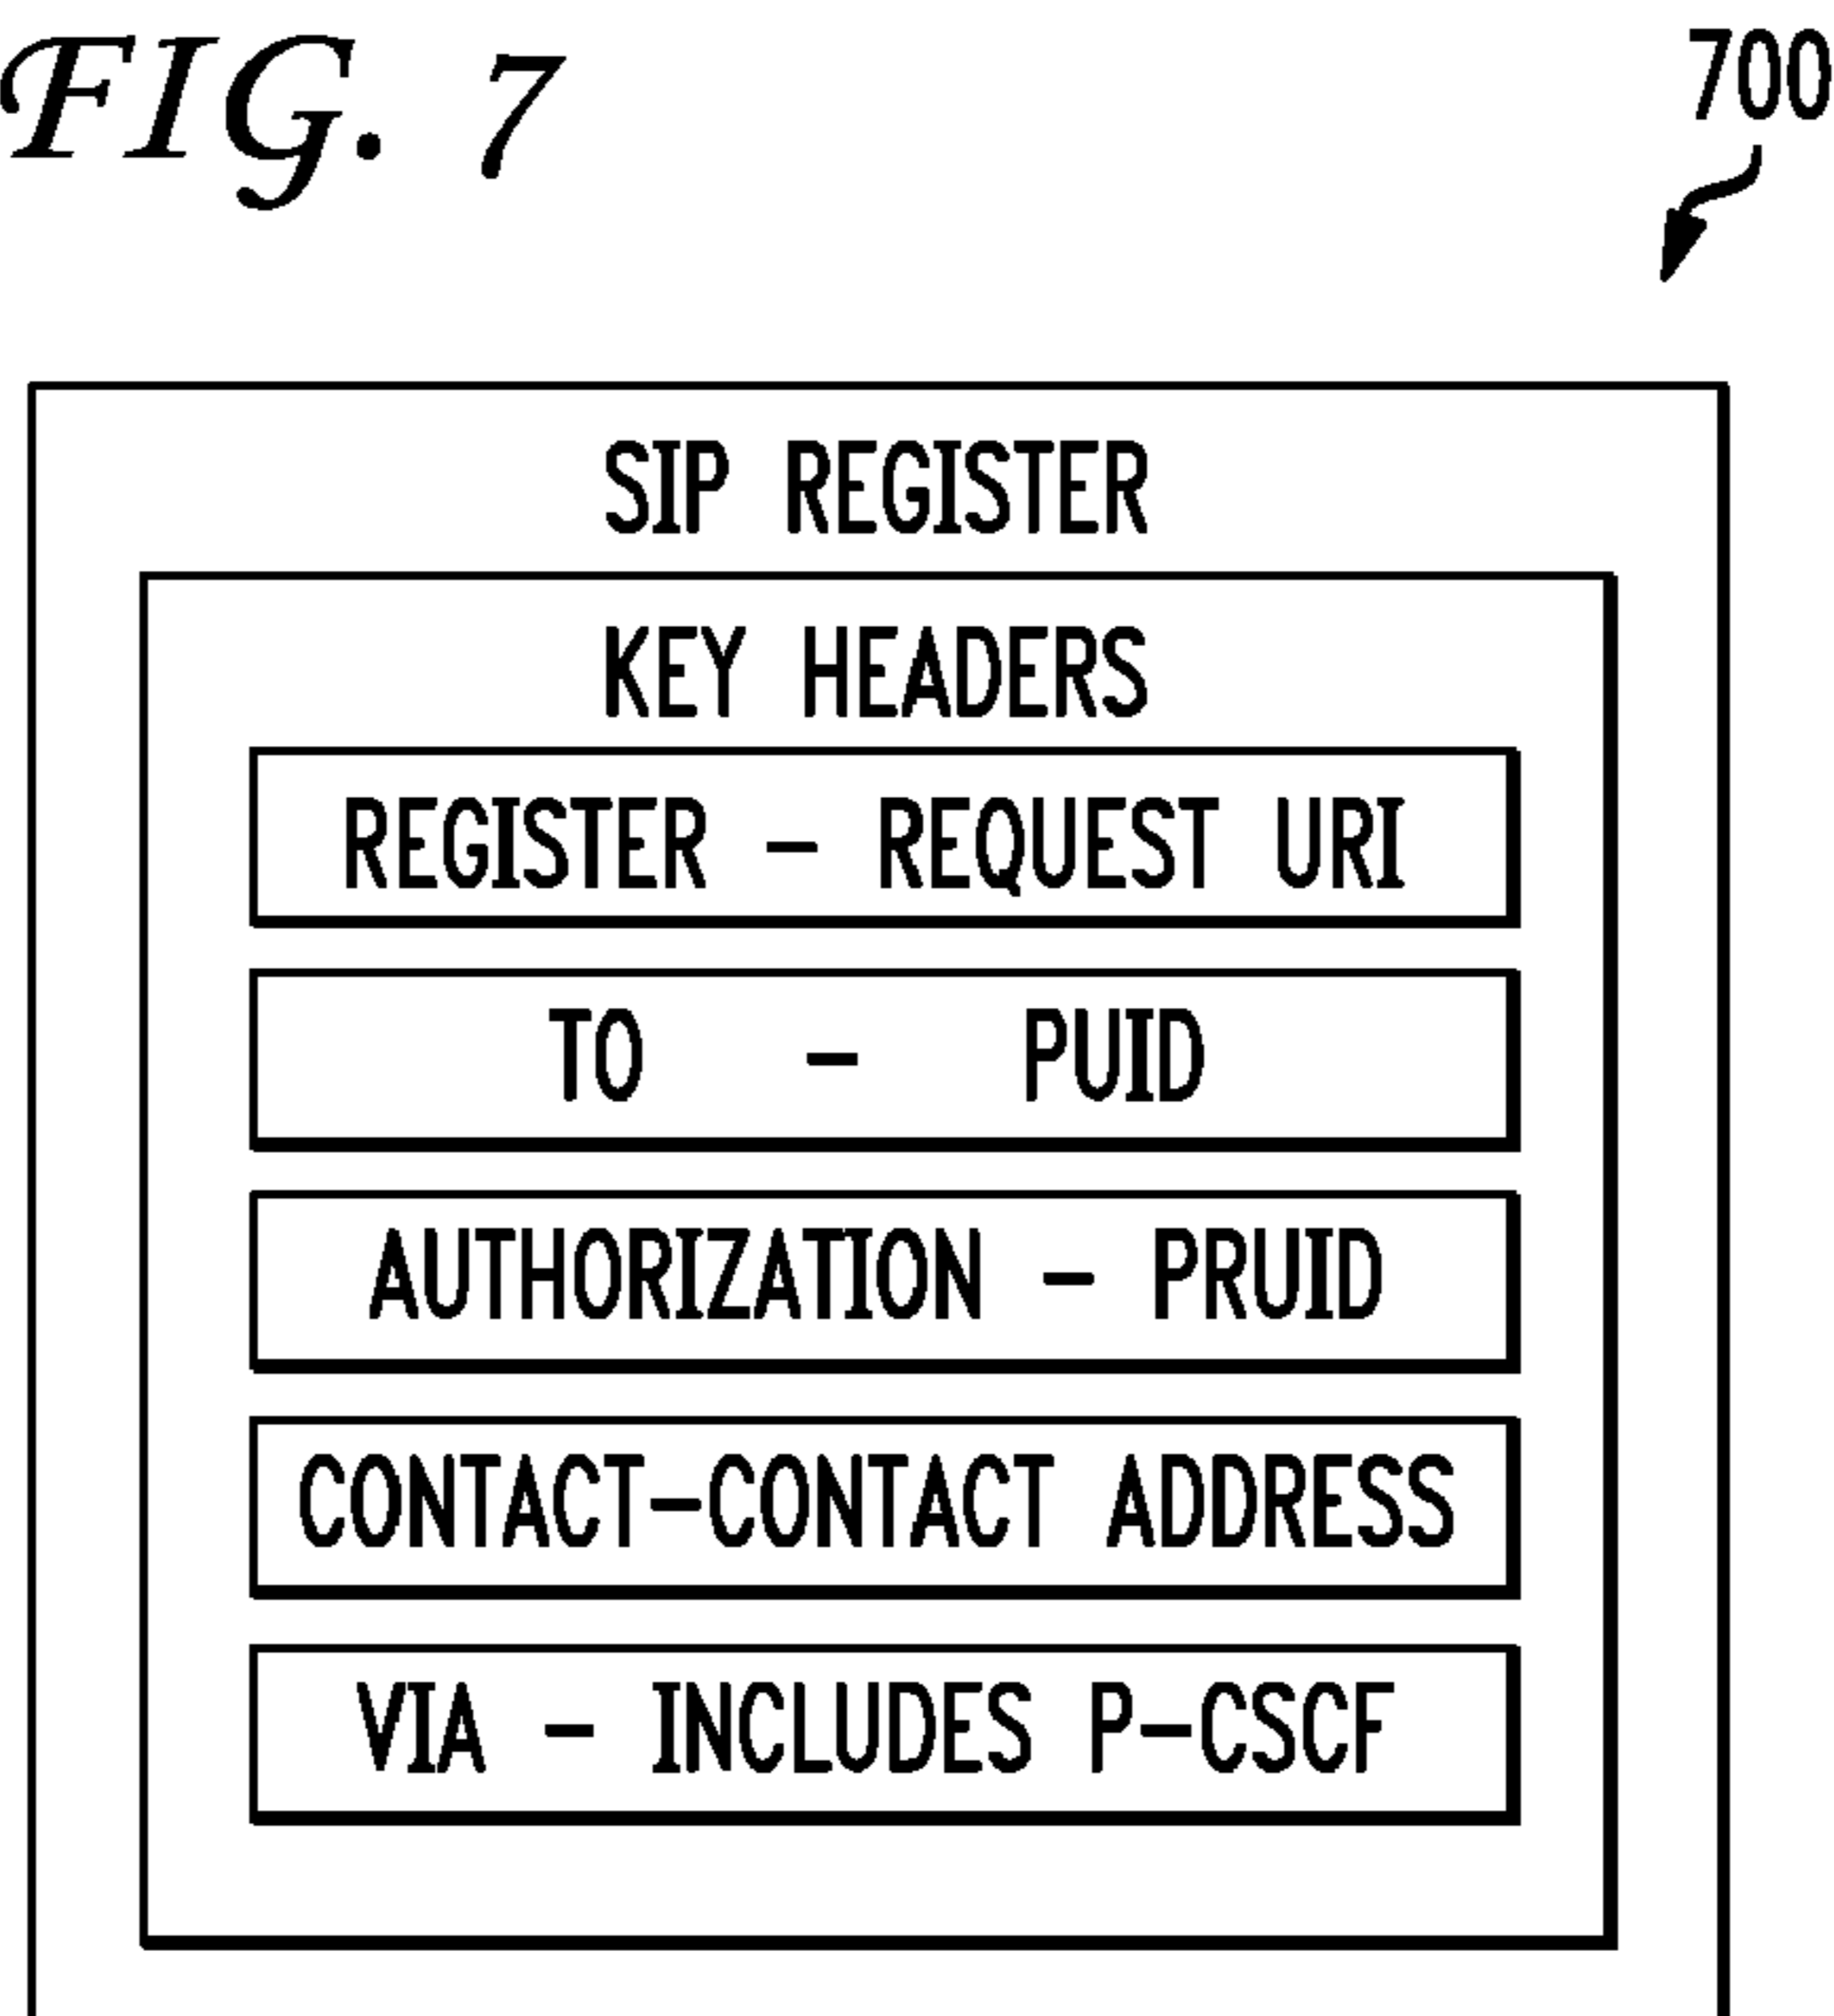 FIG. 7
700
SIP REGISTER
KEY HEADERS
REGISTER - REQUEST URI
TO - PUID
AUTHORIZATION - PRUID
CONTACT-CONTACT ADDRESS
VIA - INCLUDES P-CSCF